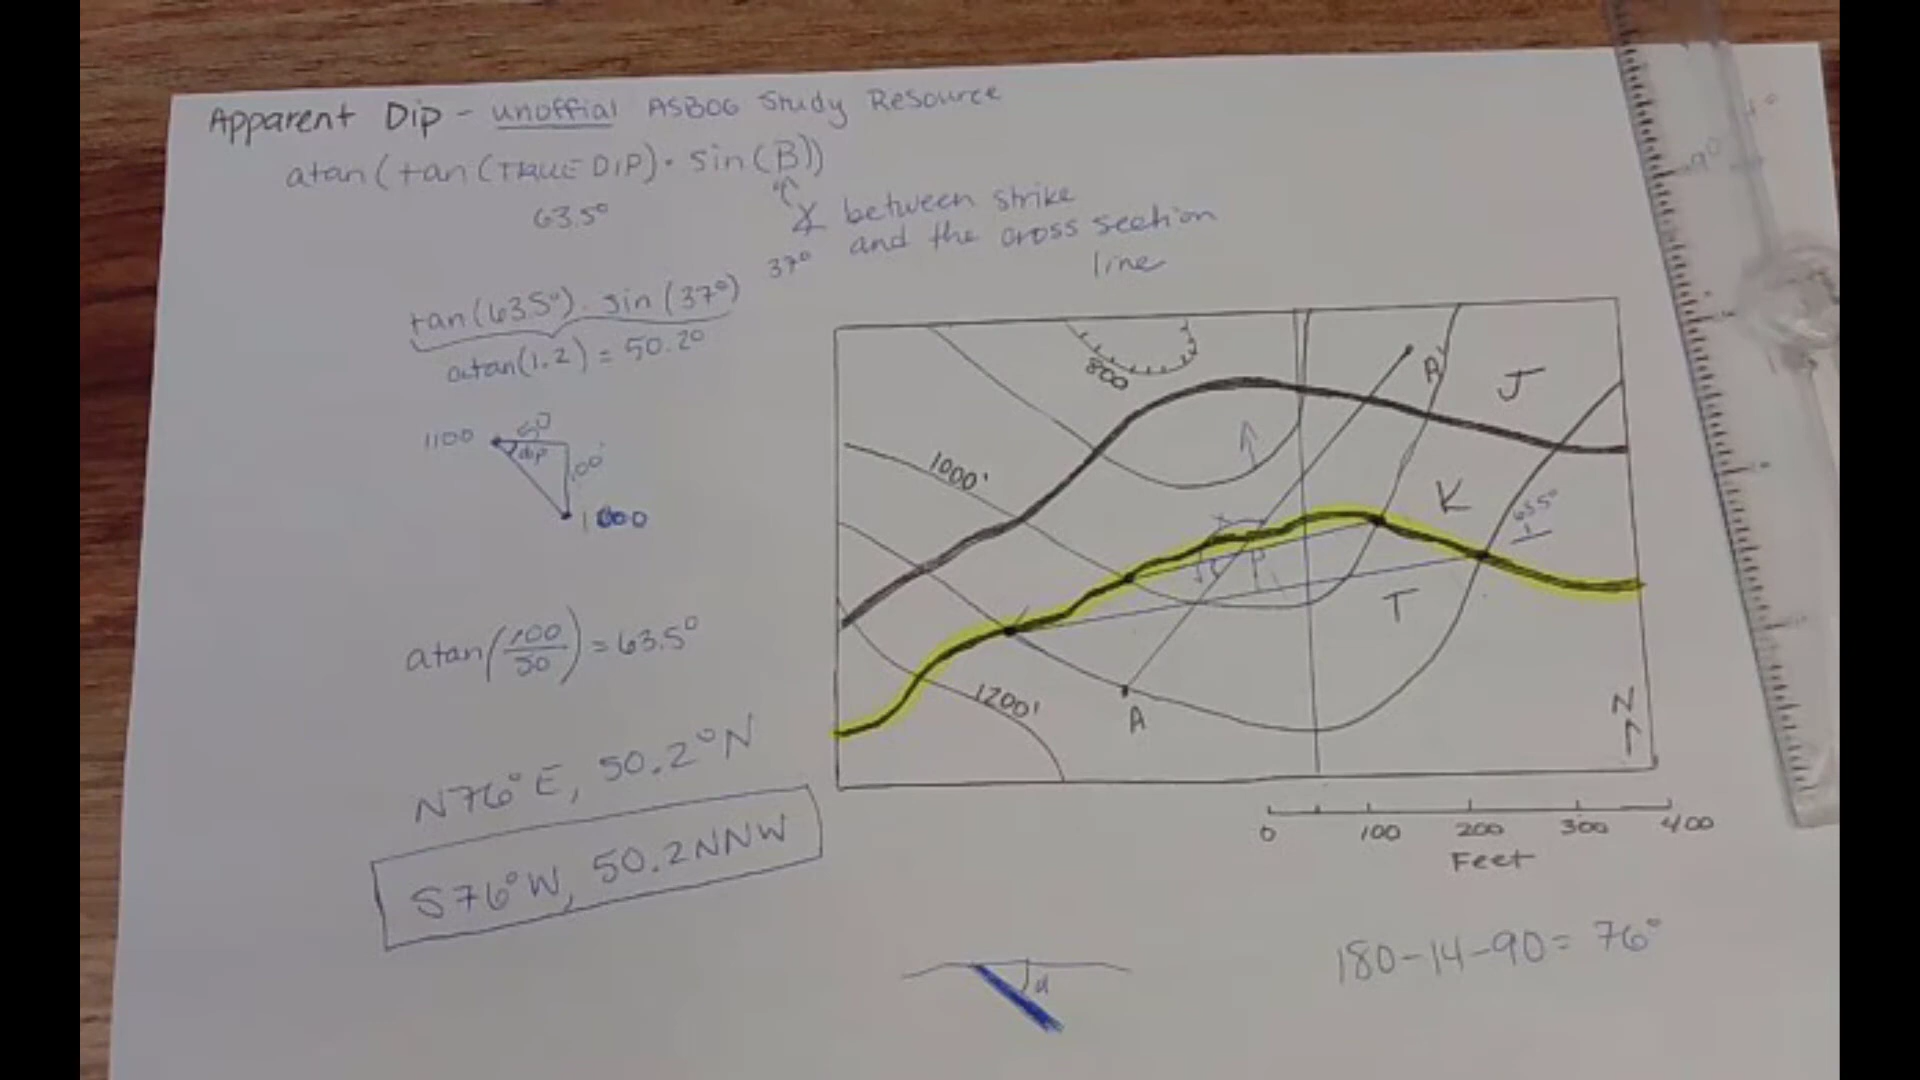 Apparent Dip - unoffial ASBOG Study Resource
atan(tan(TRUE DIP) · sin(B))
63.5°
∡ between strike
and the cross section
line
37°
tan(63.5°) · sin(37°)
atan(1.2) = 50.2°
1100
50
dip
100'
1000
atan(100/50) = 63.5°
N76°E, 50.2°N
S76°W, 50.2NNW
800
1000'
1200'
A'
J
K
63.5°
T
A
N
0 100 200 300 400
Feet
180-14-90= 76°
d